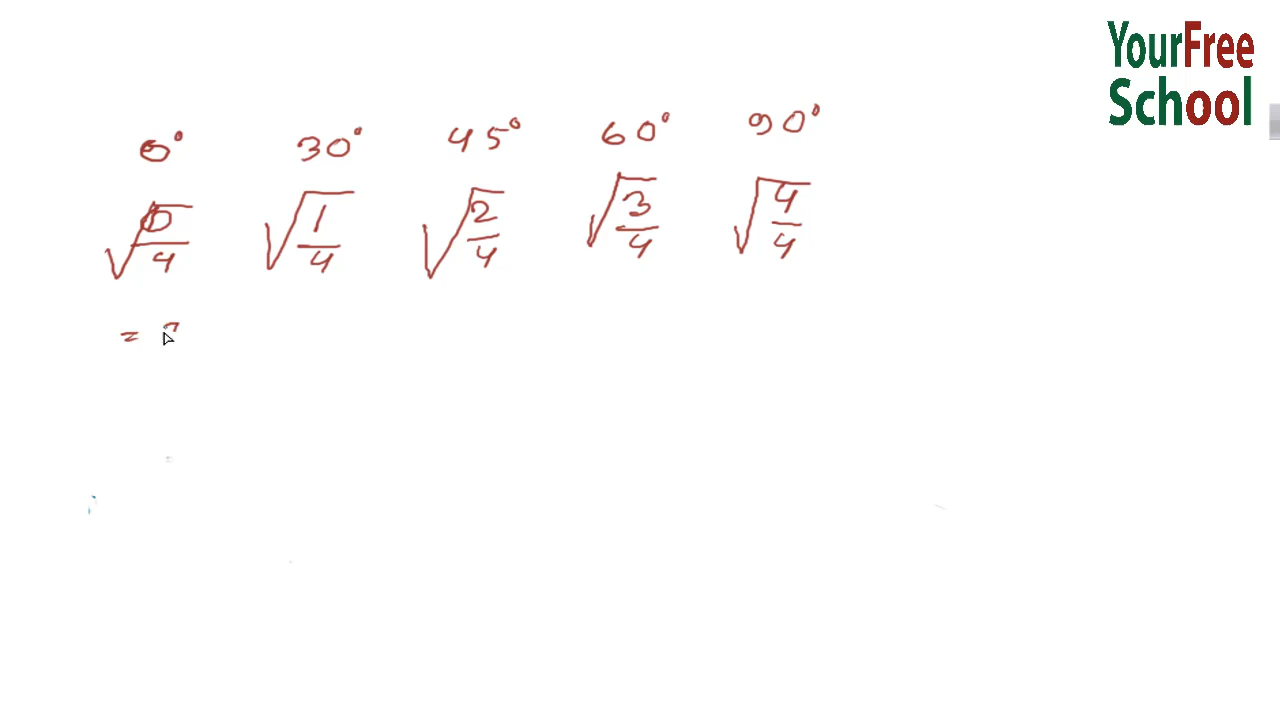 YourFree
School
0° 30° 45° 60° 90°
√0/4 √1/4 √2/4 √3/4 √4/4
=